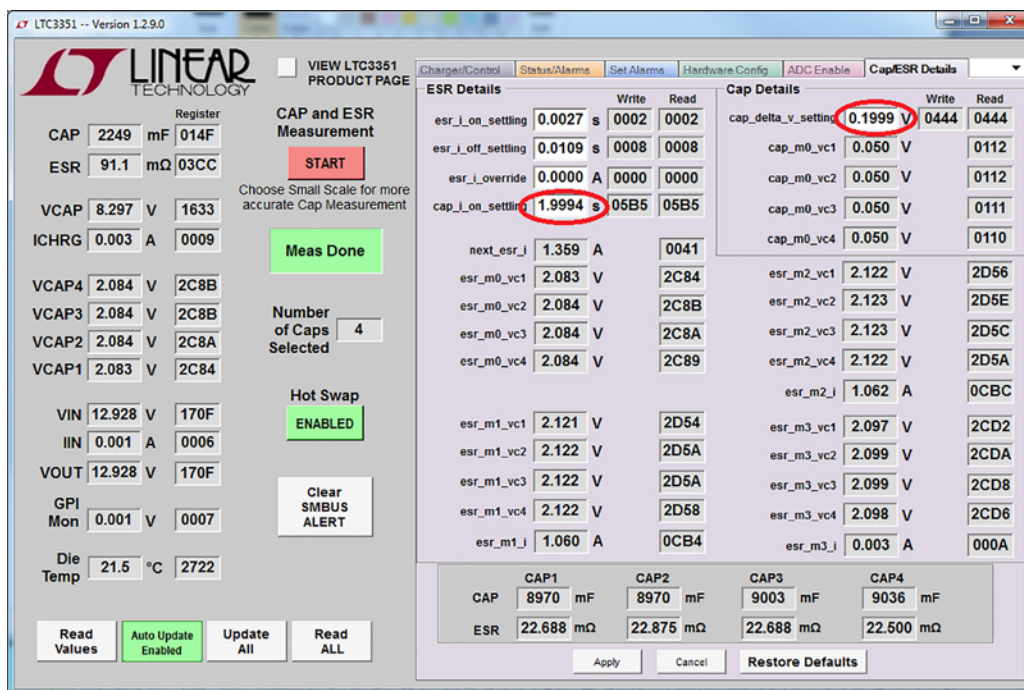 LTC3351 -- Version 1.2.9.0
LINEAR
TECHNOLOGY
VIEW LTC3351
PRODUCT PAGE
Register
CAP 2249 mF 014F
ESR 91.1 mΩ 03CC
VCAP 8.297 V 1633
ICHRG 0.003 A 0009
VCAP4 2.084 V 2C8B
VCAP3 2.084 V 2C8B
VCAP2 2.084 V 2C8A
VCAP1 2.083 V 2C84
VIN 12.928 V 170F
IIN 0.001 A 0006
VOUT 12.928 V 170F
GPI
Mon 0.001 V 0007
Die
Temp 21.5 °C 2722
CAP and ESR
Measurement
START
Choose Small Scale for more
accurate Cap Measurement
Meas Done
Number
of Caps 4
Selected
Hot Swap
ENABLED
Clear
SMBUS
ALERT
Read
Values
Auto Update
Enabled
Update
All
Read
ALL
Charger/Control Status/Alarms Set Alarms Hardware Config ADC Enable Cap/ESR Details
ESR Details
Write Read
esr_i_on_settling 0.0027 s 0002 0002
esr_i_off_settling 0.0109 s 0008 0008
esr_i_override 0.0000 A 0000 0000
cap_i_on_settling 1.9994 s 05B5 05B5
next_esr_i 1.359 A 0041
esr_m0_vc1 2.083 V 2C84
esr_m0_vc2 2.084 V 2C8B
esr_m0_vc3 2.084 V 2C8A
esr_m0_vc4 2.084 V 2C89
esr_m1_vc1 2.121 V 2D54
esr_m1_vc2 2.122 V 2D5A
esr_m1_vc3 2.122 V 2D5A
esr_m1_vc4 2.122 V 2D58
esr_m1_i 1.060 A 0CB4
Cap Details
Write Read
cap_delta_v_setting 0.1999 V 0444 0444
cap_m0_vc1 0.050 V 0112
cap_m0_vc2 0.050 V 0112
cap_m0_vc3 0.050 V 0111
cap_m0_vc4 0.050 V 0110
esr_m2_vc1 2.122 V 2D56
esr_m2_vc2 2.123 V 2D5E
esr_m2_vc3 2.123 V 2D5C
esr_m2_vc4 2.122 V 2D5A
esr_m2_i 1.062 A 0CBC
esr_m3_vc1 2.097 V 2CD2
esr_m3_vc2 2.099 V 2CDA
esr_m3_vc3 2.099 V 2CD8
esr_m3_vc4 2.098 V 2CD6
esr_m3_i 0.003 A 000A
CAP1 CAP2 CAP3 CAP4
CAP 8970 mF 8970 mF 9003 mF 9036 mF
ESR 22.688 mΩ 22.875 mΩ 22.688 mΩ 22.500 mΩ
Apply Cancel Restore Defaults